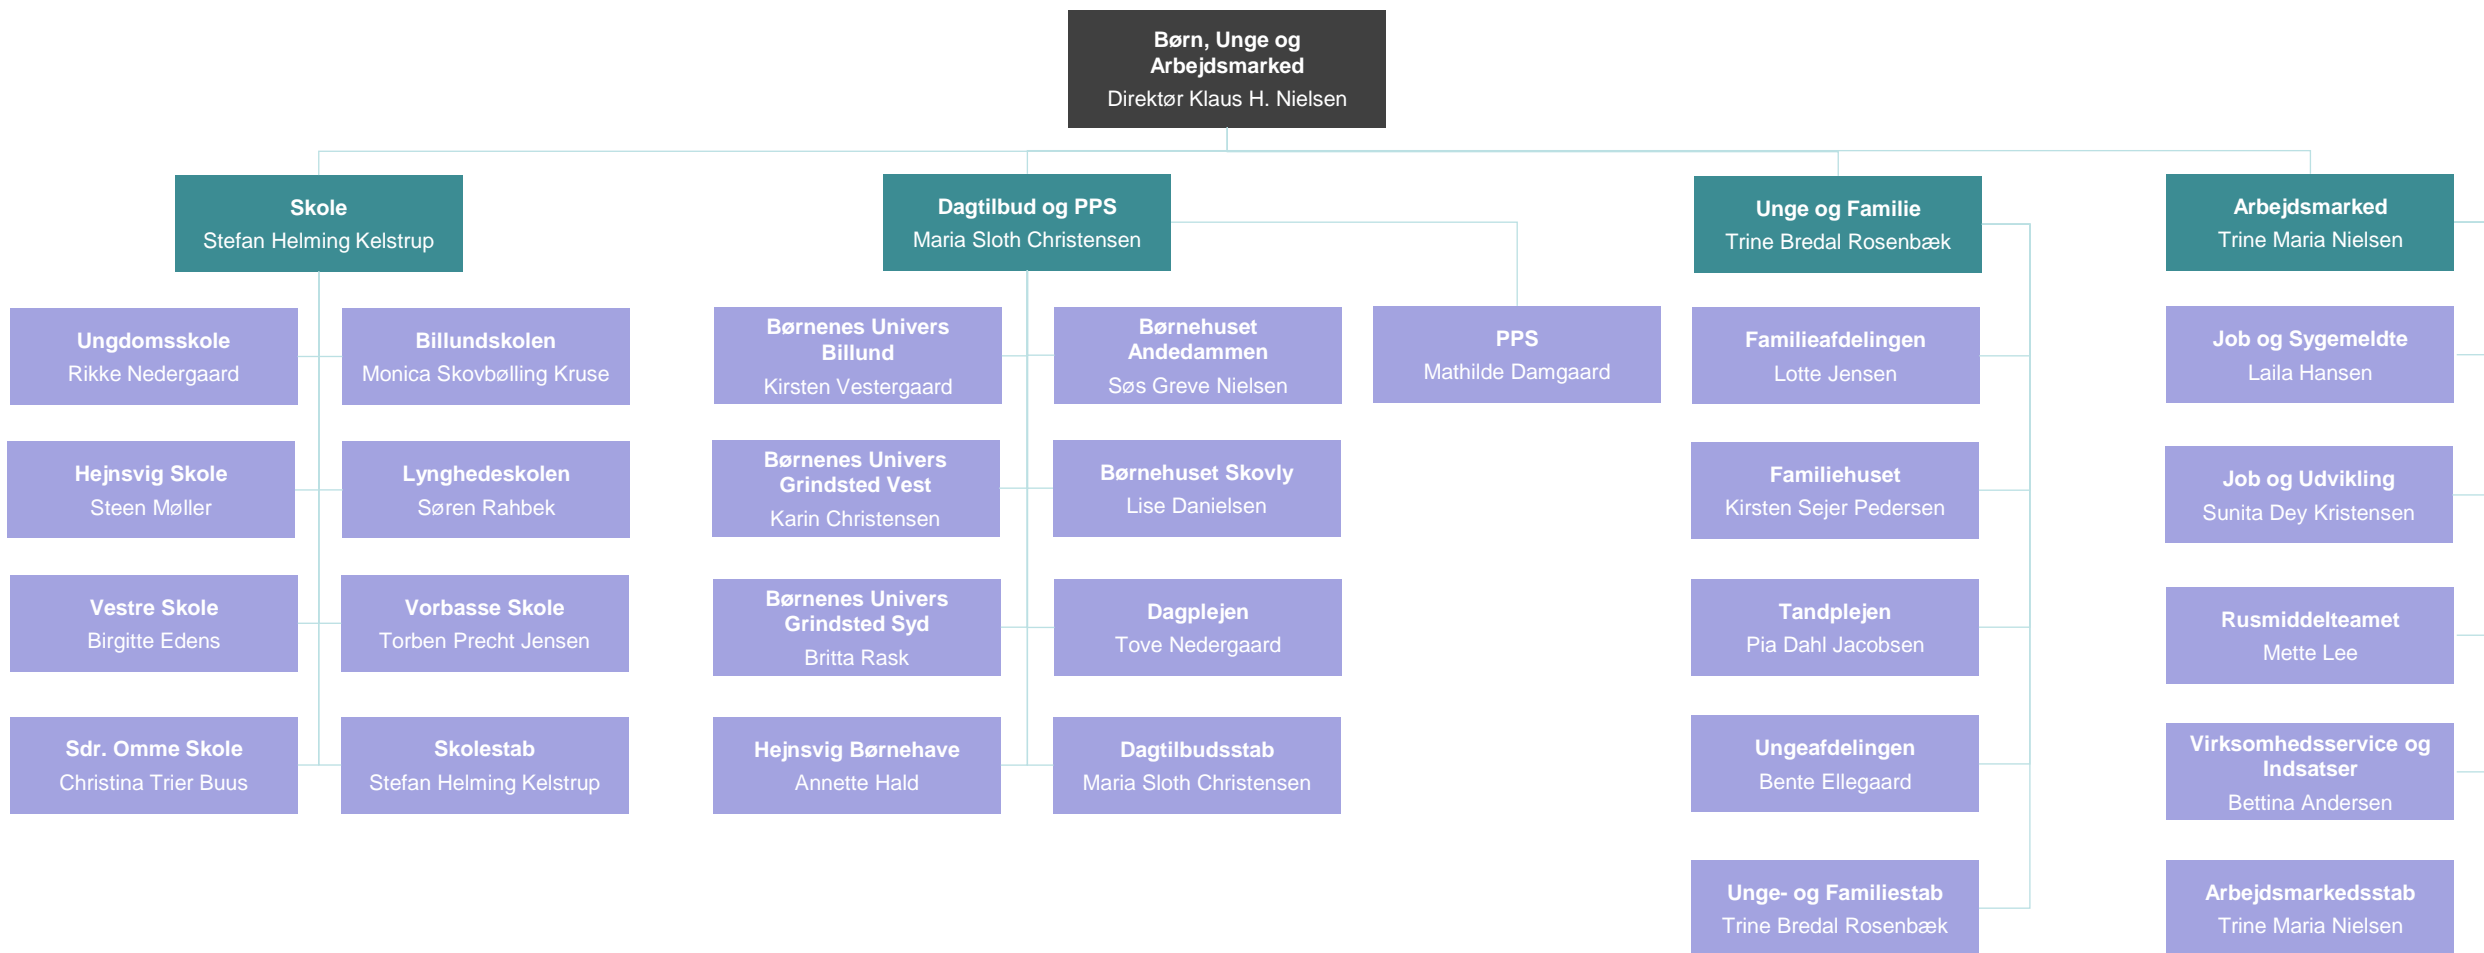 Børn, Unge og
Arbejdsmarked
Direktør Klaus H. Nielsen
Skole
Stefan Helming Kelstrup
Dagtilbud og PPS
Maria Sloth Christensen
Unge og Familie
Trine Bredal Rosenbæk
Arbejdsmarked
Trine Maria Nielsen
Ungdomsskole
Rikke Nedergaard
Billundskolen
Monica Skovbølling Kruse
Børnenes Univers
Billund
Kirsten Vestergaard
Børnehuset
Andedammen
Søs Greve Nielsen
PPS
Mathilde Damgaard
Familieafdelingen
Lotte Jensen
Job og Sygemeldte
Laila Hansen
Hejnsvig Skole
Steen Møller
Lynghedeskolen
Søren Rahbek
Børnenes Univers
Grindsted Vest
Karin Christensen
Børnehuset Skovly
Lise Danielsen
Familiehuset
Kirsten Sejer Pedersen
Job og Udvikling
Sunita Dey Kristensen
Vestre Skole
Birgitte Edens
Vorbasse Skole
Torben Precht Jensen
Børnenes Univers
Grindsted Syd
Britta Rask
Dagplejen
Tove Nedergaard
Tandplejen
Pia Dahl Jacobsen
Rusmiddelteamet
Mette Lee
Sdr. Omme Skole
Christina Trier Buus
Skolestab
Stefan Helming Kelstrup
Hejnsvig Børnehave
Annette Hald
Dagtilbudsstab
Maria Sloth Christensen
Ungeafdelingen
Bente Ellegaard
Virksomhedsservice og
Indsatser
Bettina Andersen
Unge- og Familiestab
Trine Bredal Rosenbæk
Arbejdsmarkedsstab
Trine Maria Nielsen